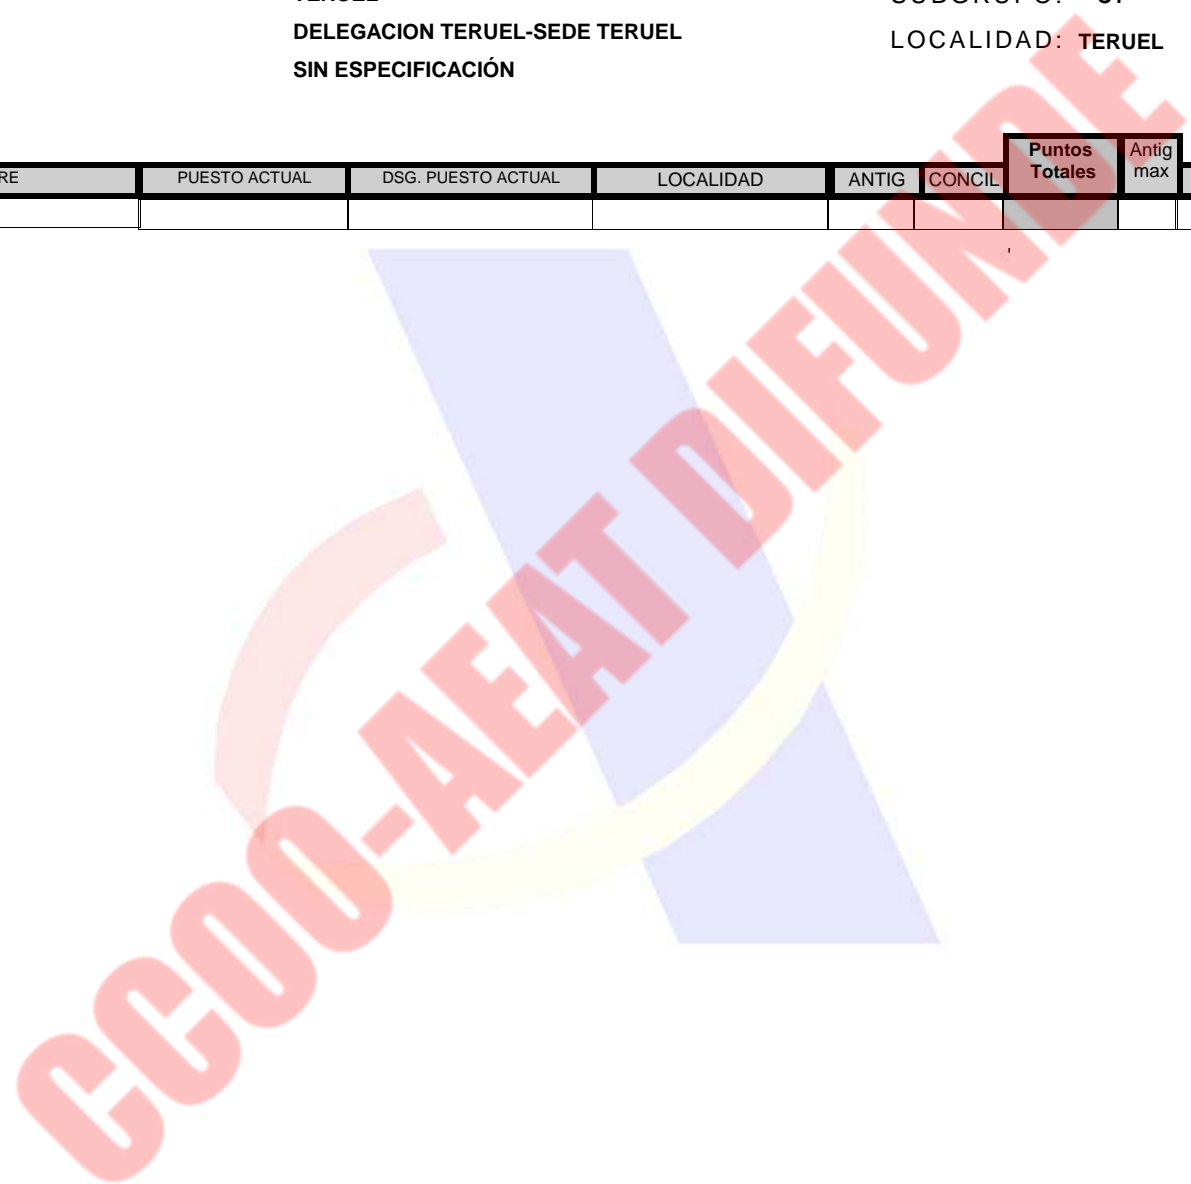 DELEGACION TERUEL-SEDE TERUEL
LOCALIDAD: TERUEL
SIN ESPECIFICACIÓN
RE PUESTO ACTUAL DSG. PUESTO ACTUAL LOCALIDAD ANTIG CONCIL Puntos Totales Antig max
CCOO-AEAT DIFUNDE